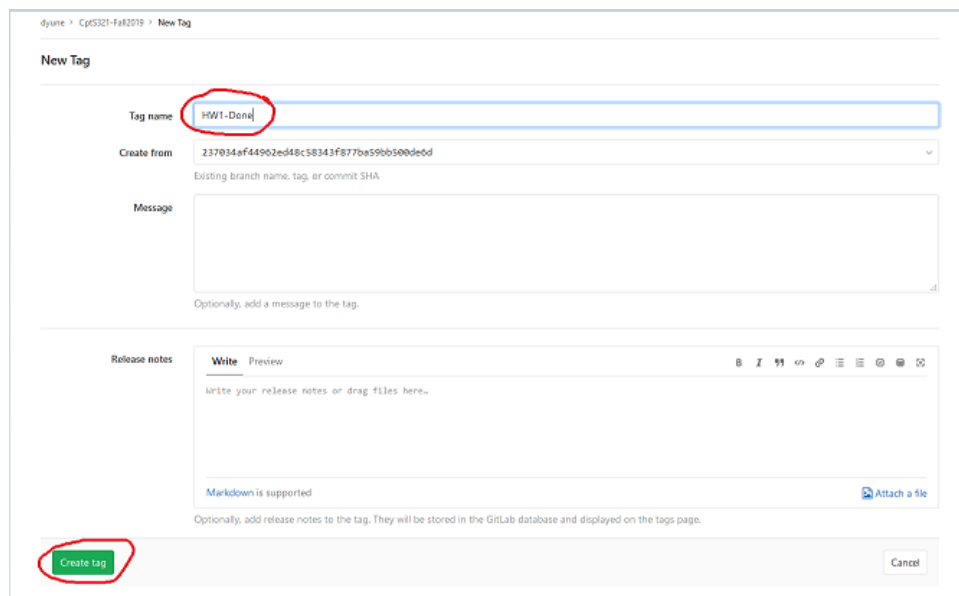 dyune > CptS321-Fall2019 > New Tag
New Tag
Tag name HW1-Done
Create from 237034af44962ed48c58343f877ba59bb500de6d
Existing branch name, tag, or commit SHA
Message
Optionally, add a message to the tag.
Release notes Write Preview
Write your release notes or drag files here…
Markdown is supported Attach a file
Optionally, add release notes to the tag. They will be stored in the GitLab database and displayed on the tags page.
Create tag Cancel